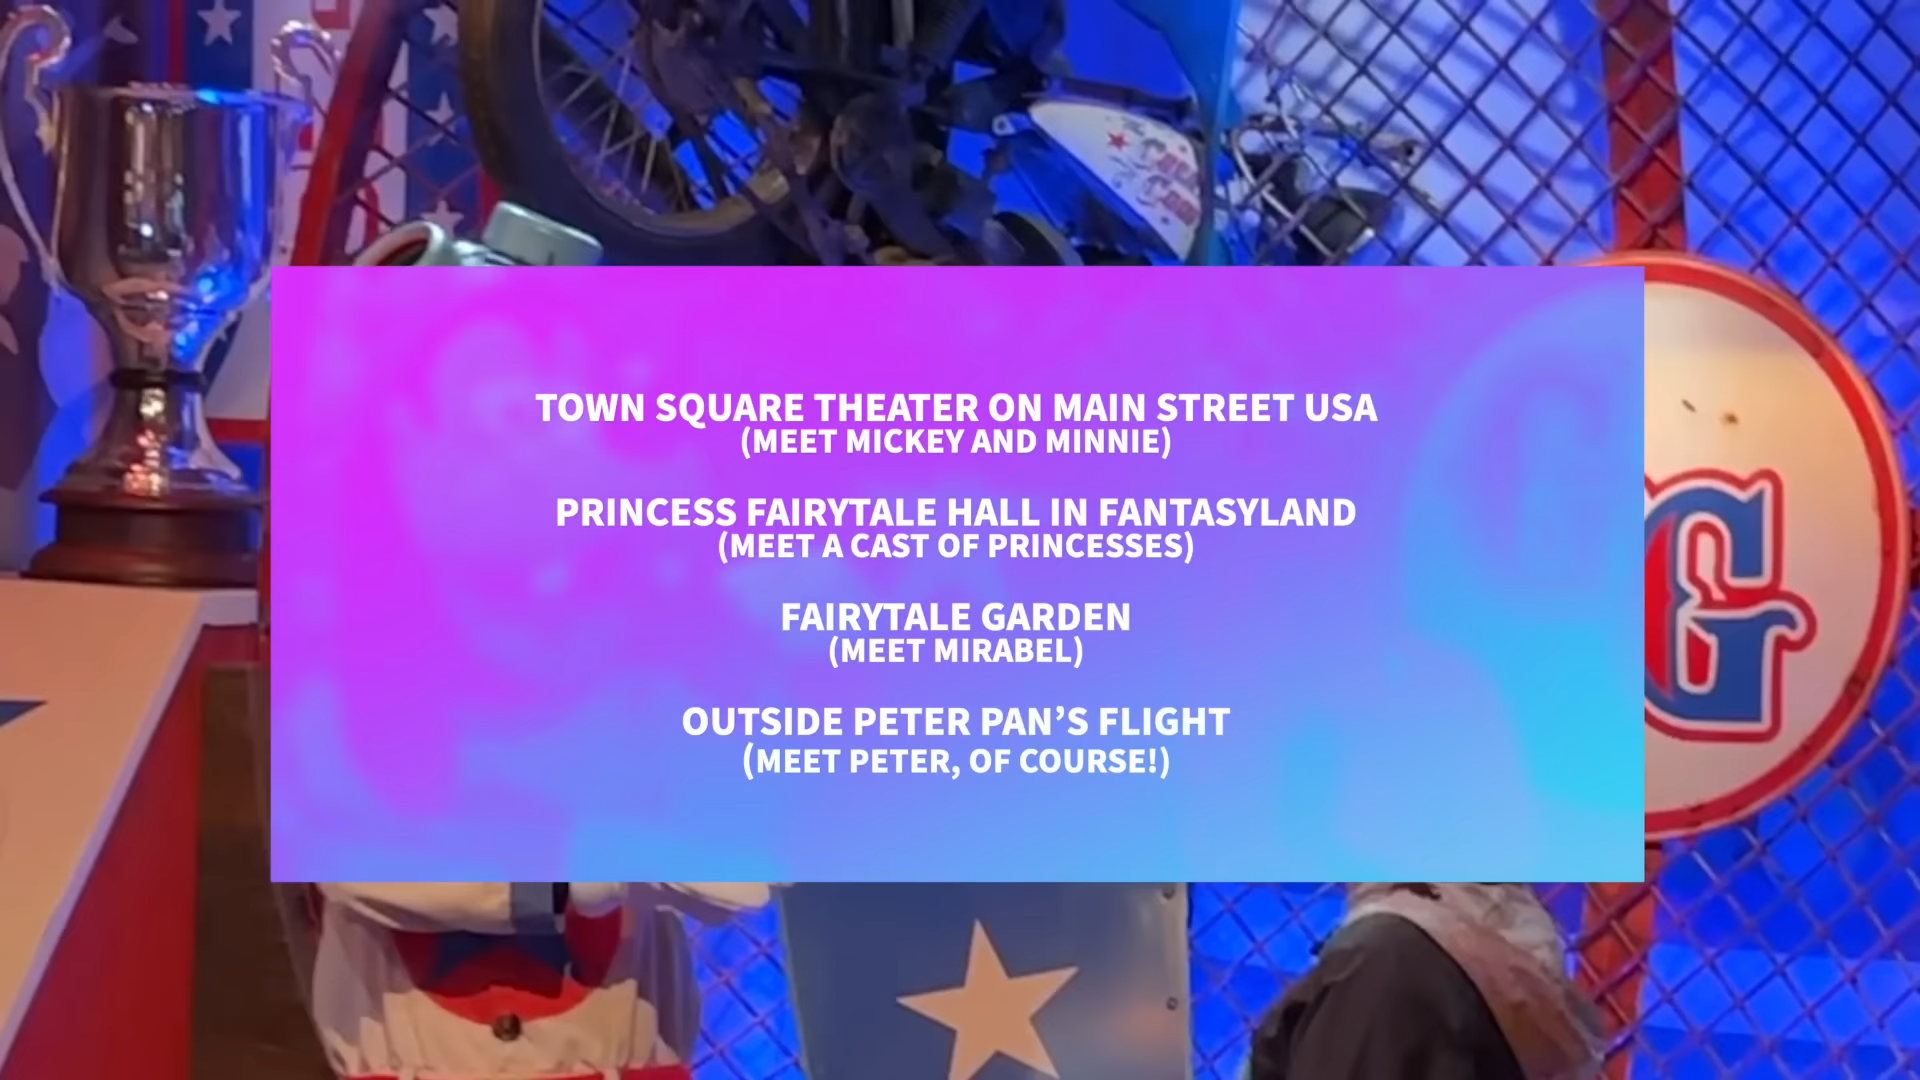 TOWN SQUARE THEATER ON MAIN STREET USA
(MEET MICKEY AND MINNIE)
PRINCESS FAIRYTALE HALL IN FANTASYLAND
(MEET A CAST OF PRINCESSES)
FAIRYTALE GARDEN
(MEET MIRABEL)
OUTSIDE PETER PAN’S FLIGHT
(MEET PETER, OF COURSE!)
G